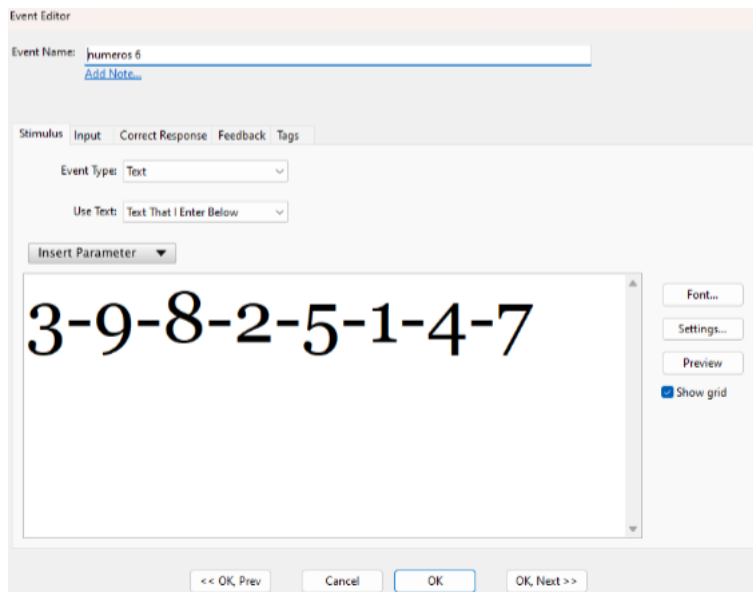 Event Editor
Event Name: numeros 6
Add Note...
Stimulus Input Correct Response Feedback Tags
Event Type: Text
Use Text: Text That I Enter Below
Insert Parameter
3-9-8-2-5-1-4-7
Font...
Settings...
Preview
Show grid
<< OK, Prev Cancel OK OK, Next >>